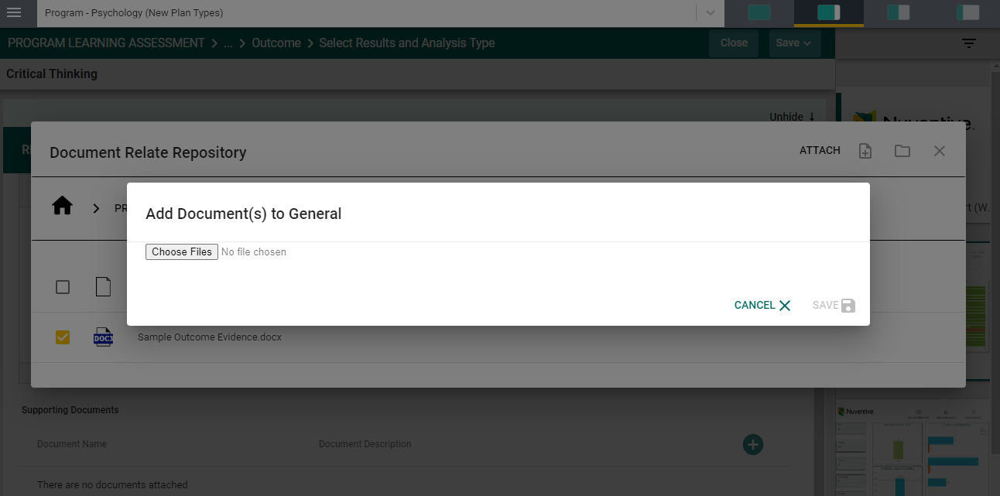 Program - Psychology (New Plan Types)
PROGRAM LEARNING ASSESSMENT > ... > Outcome > Select Results and Analysis Type
Close
Save
Critical Thinking
Unhide ↓
Nuventive.
Document Relate Repository
ATTACH
Add Document(s) to General
Choose Files No file chosen
CANCEL
SAVE
DOCX
Sample Outcome Evidence.docx
Supporting Documents
Document Name
Document Description
There are no documents attached
Nuventive